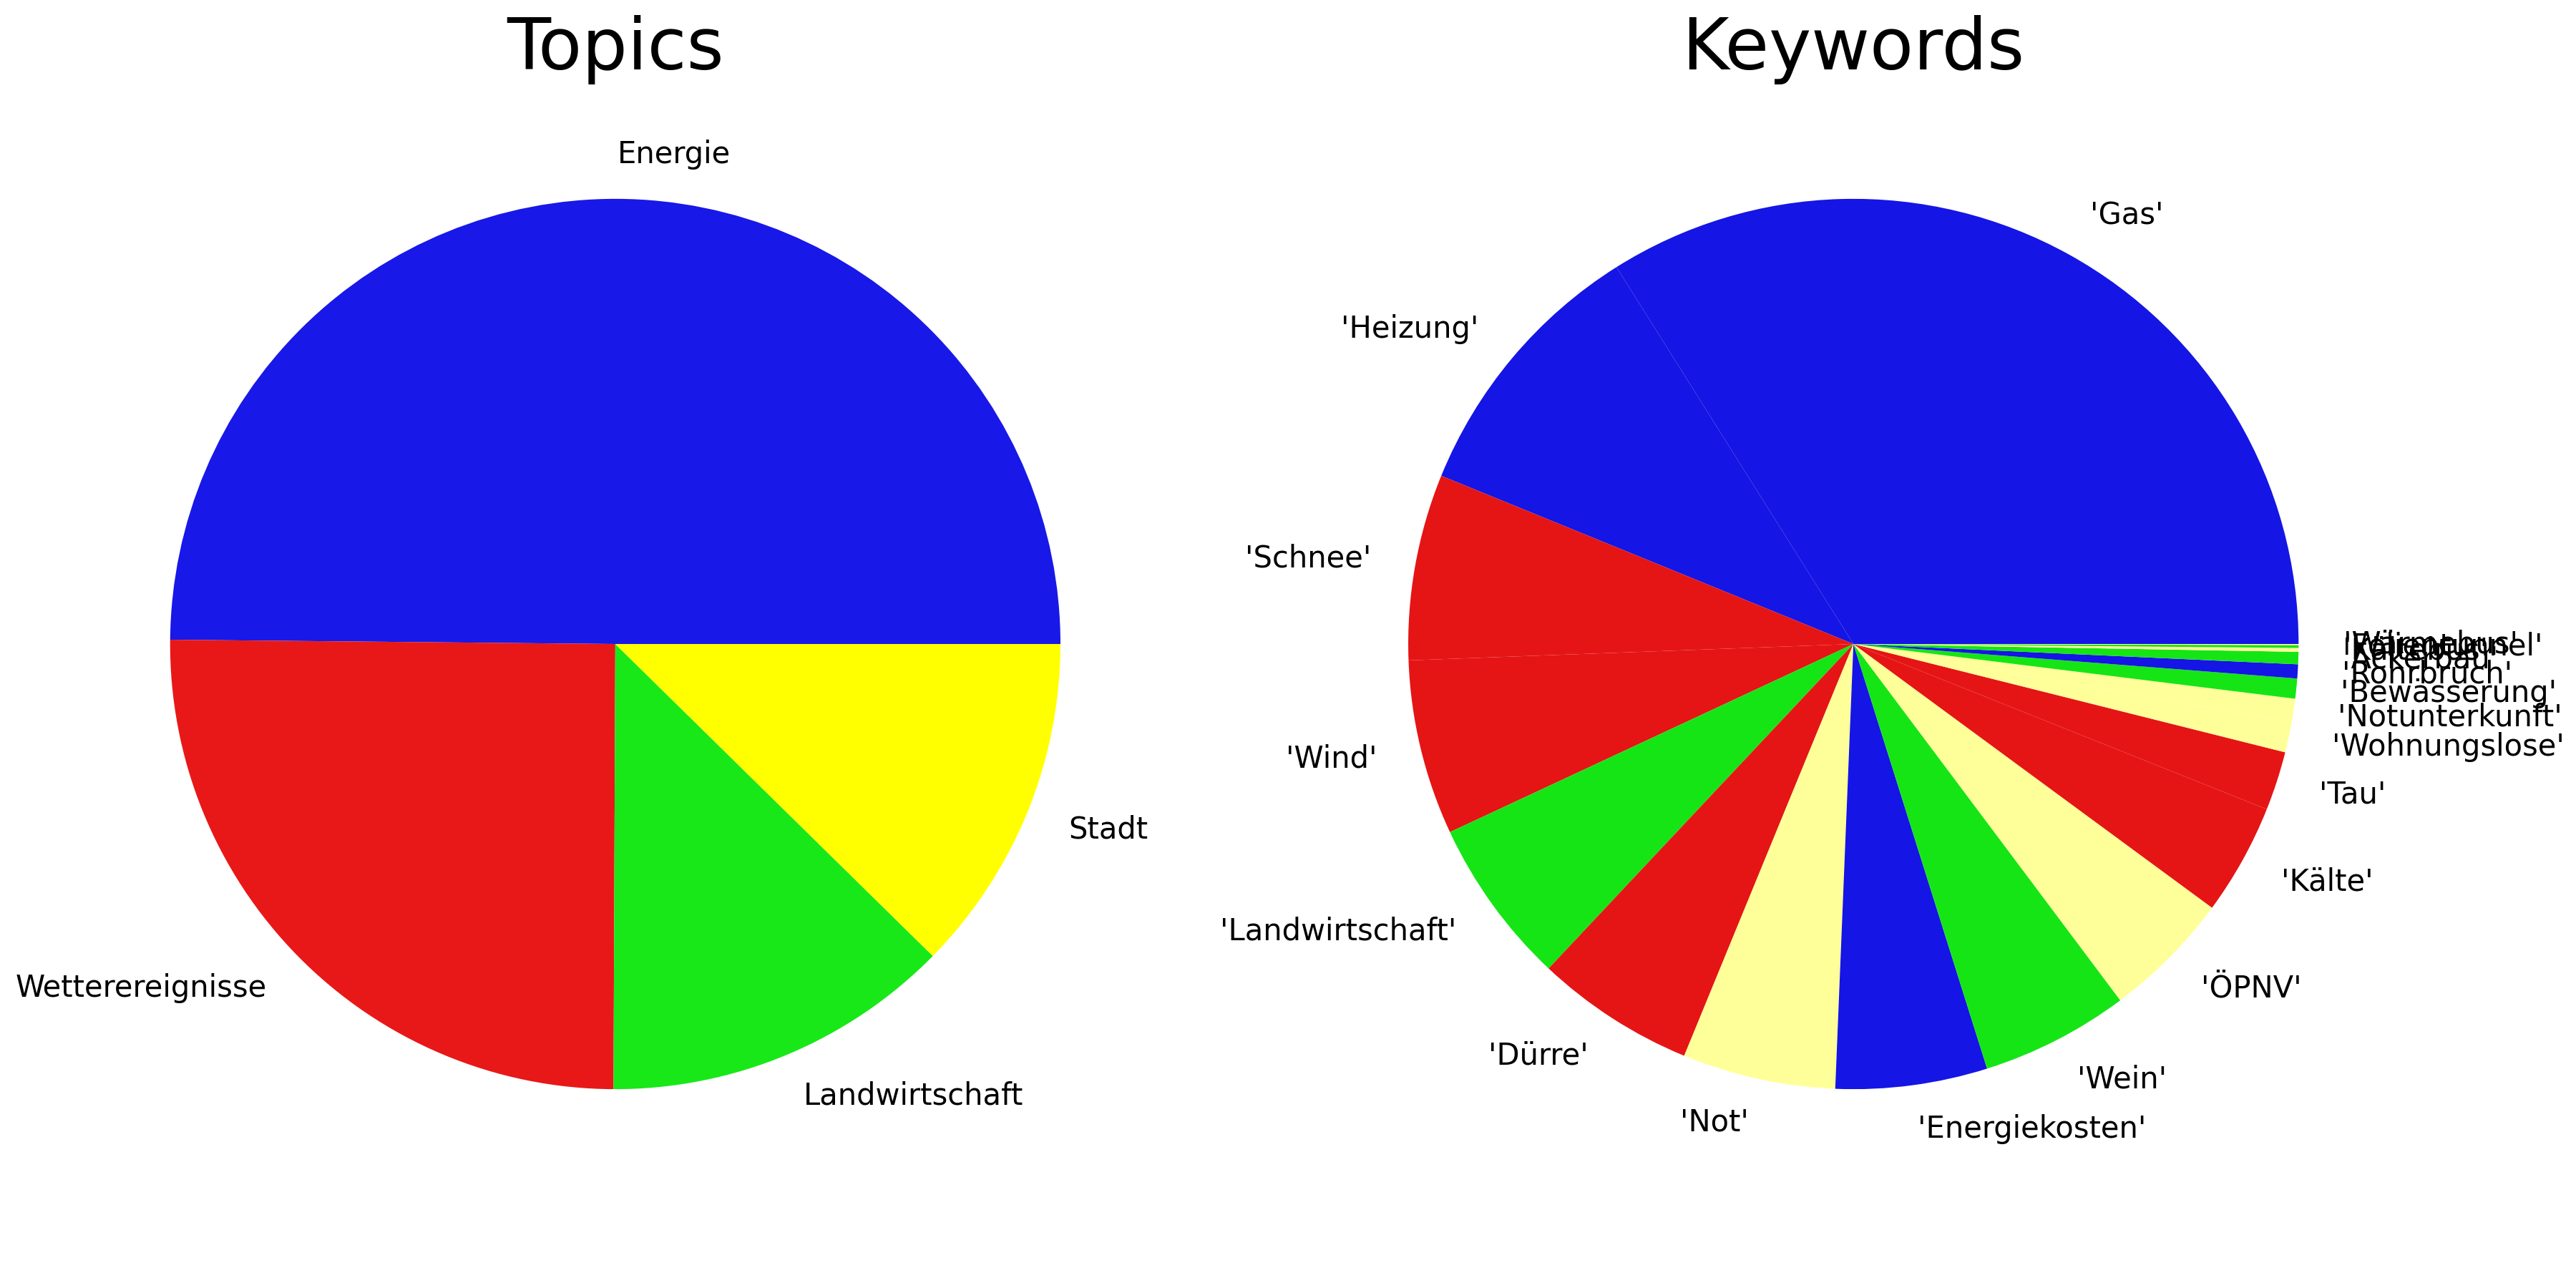 Topics
Energie
Wetterereignisse
Landwirtschaft
Stadt
Keywords
'Gas'
'Heizung'
'Schnee'
'Wind'
'Landwirtschaft'
'Dürre'
'Not'
'Energiekosten'
'Wein'
'ÖPNV'
'Kälte'
'Tau'
'Wohnungslose'
'Notunterkunft'
'Bewässerung'
'Rohrbruch'
'Ackerbau'